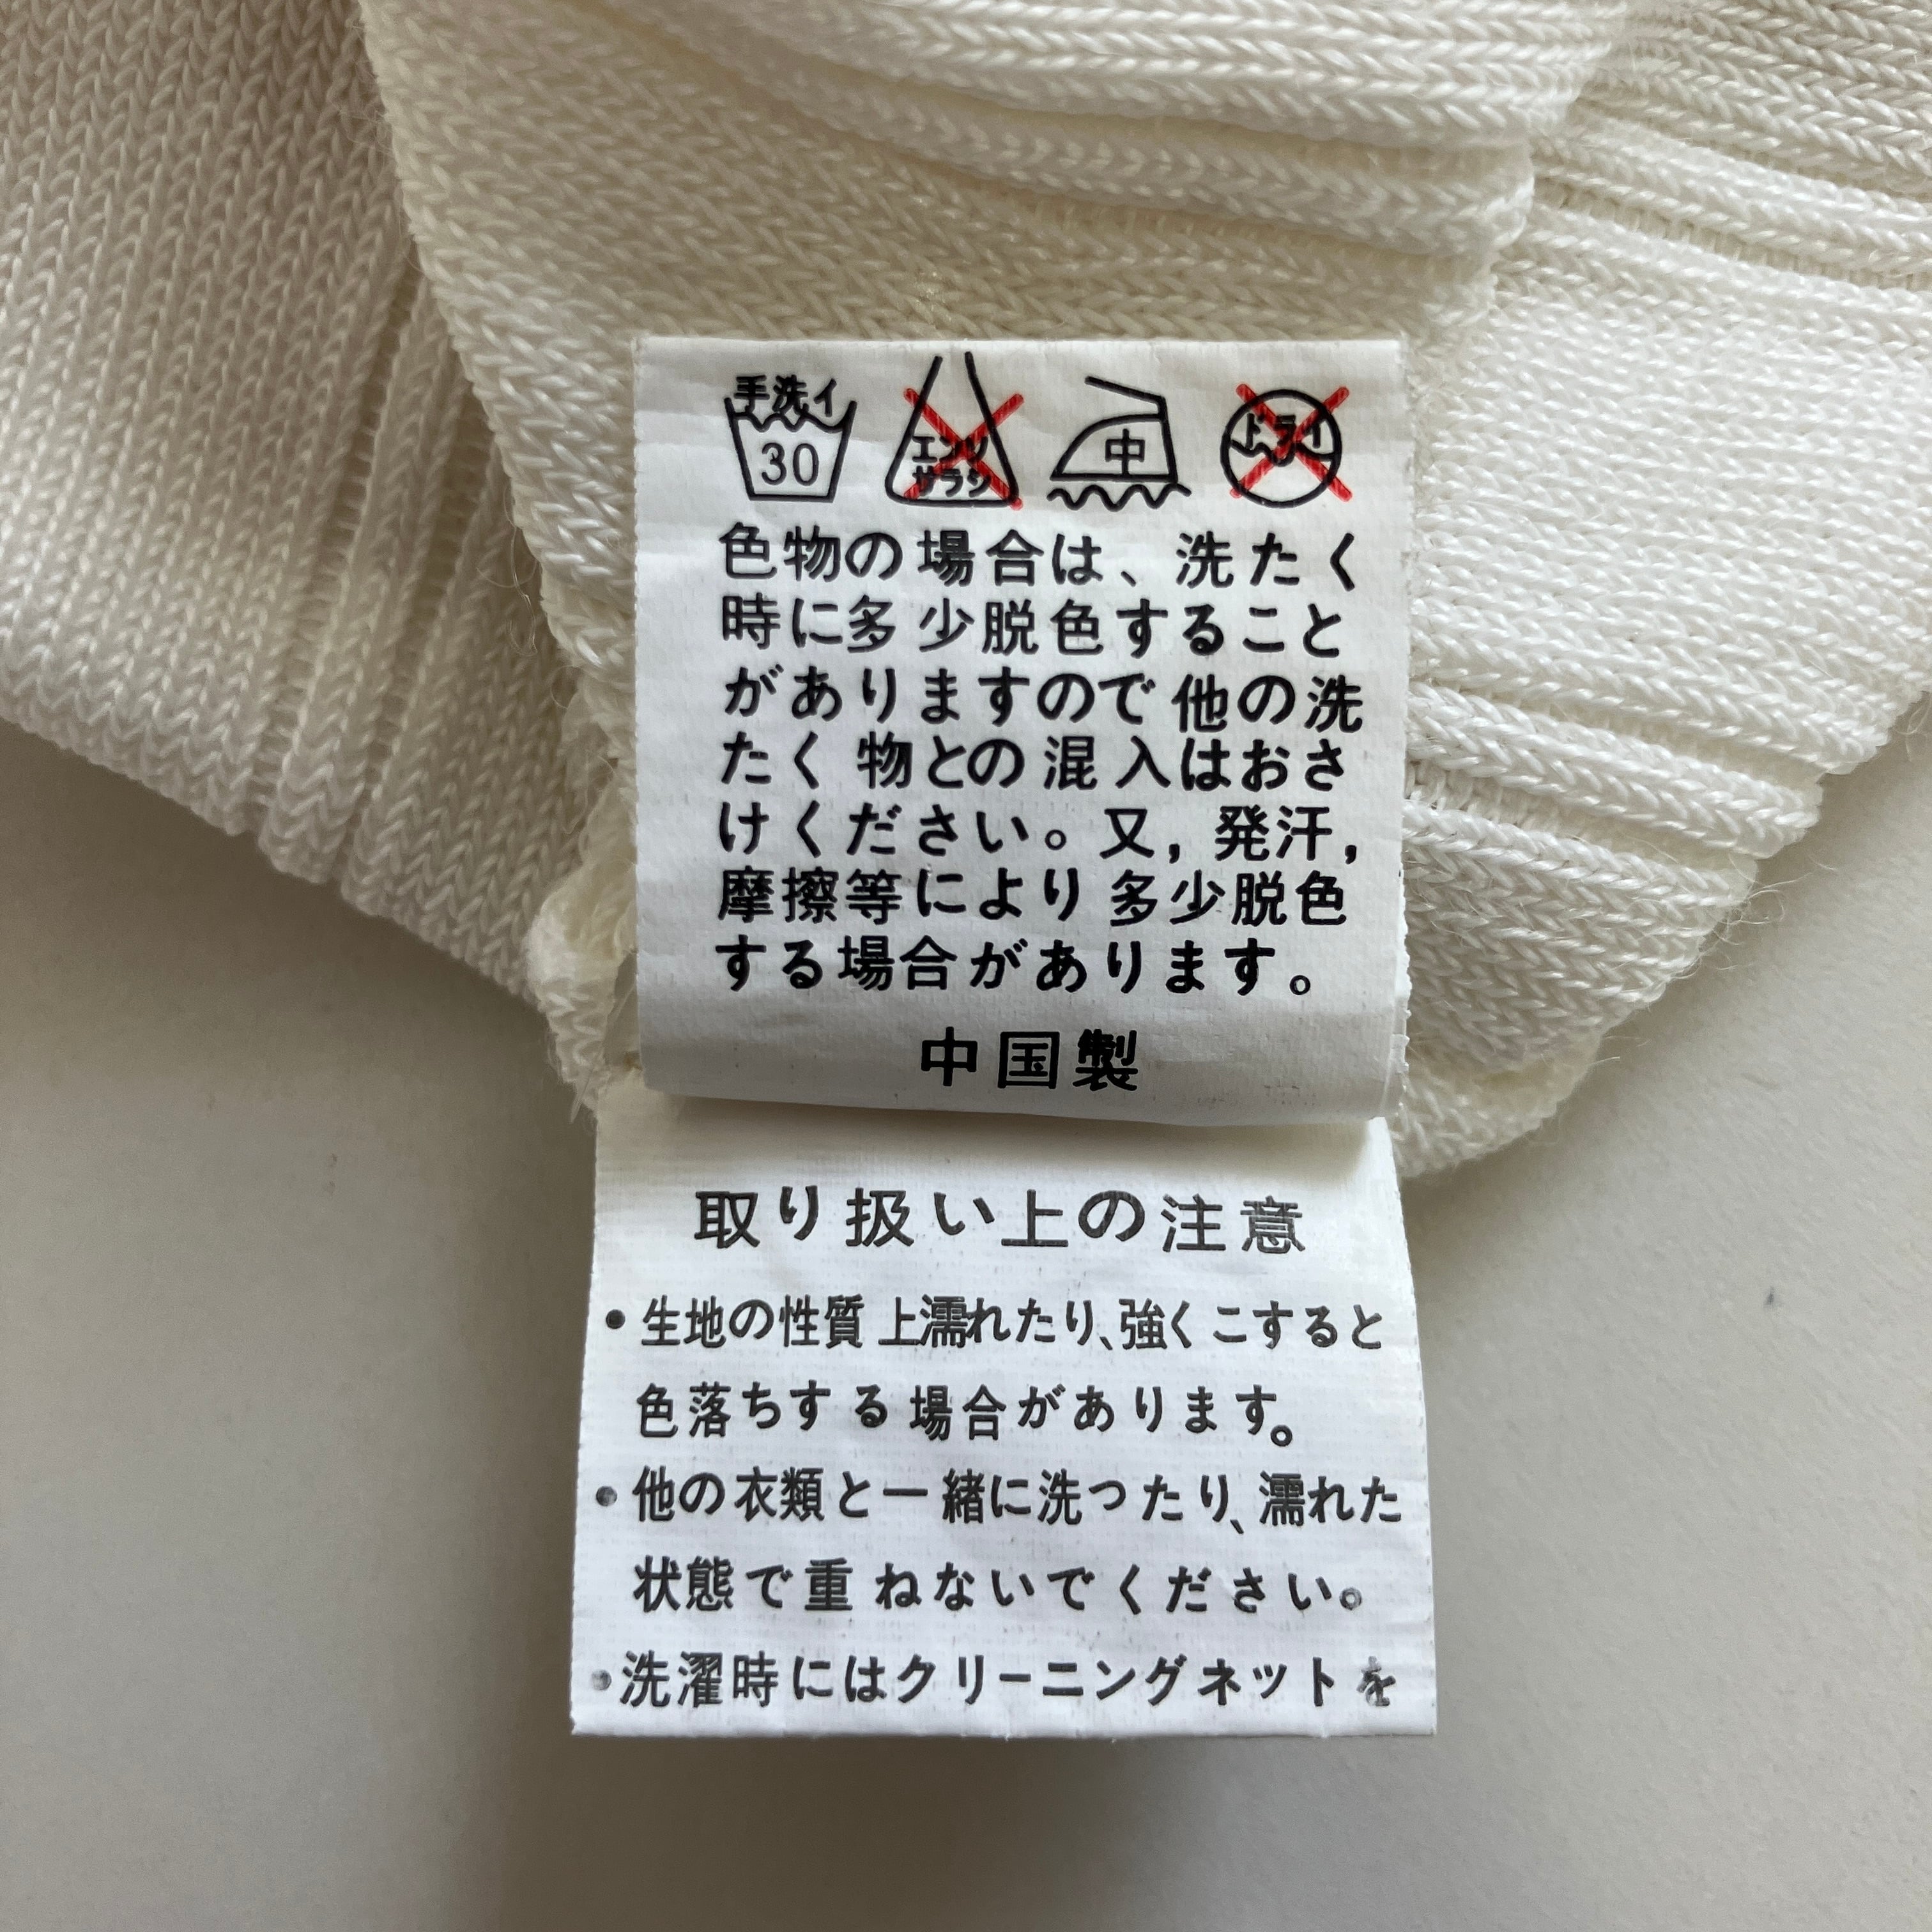 手洗イ
30
エンソ
サラシ
中
ドライ
色物の場合は、洗たく
時に多少脱色すること
がありますので他の洗
たく物との混入はおさ
けください。又,発汗,
摩擦等により多少脱色
する場合があります。
中国製
取り扱い上の注意
•生地の性質上濡れたり、強くこすると
色落ちする場合があります。
•他の衣類と一緒に洗ったり、濡れた
状態で重ねないでください。
•洗濯時にはクリーニングネットを